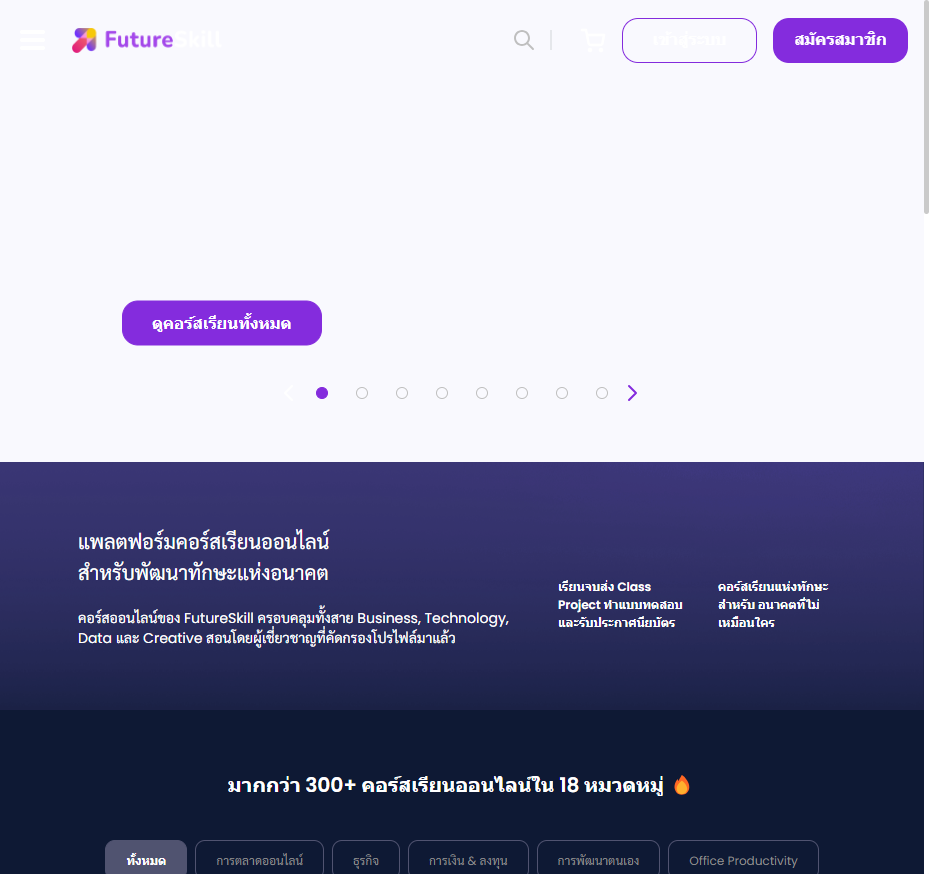 FutureSkill
เข้าสู่ระบบ
สมัครสมาชิก
ดูคอร์สเรียนทั้งหมด
แพลตฟอร์มคอร์สเรียนออนไลน์
สำหรับพัฒนาทักษะแห่งอนาคต
คอร์สออนไลน์ของ FutureSkill ครอบคลุมทั้งสาย Business, Technology,
Data และ Creative สอนโดยผู้เชี่ยวชาญที่คัดกรองโปรไฟล์มาแล้ว
เรียนจบส่ง Class
Project ทำแบบทดสอบ
และรับประกาศนียบัตร
คอร์สเรียนแห่งทักษะ
สำหรับ อนาคตที่ไม่
เหมือนใคร
มากกว่า 300+ คอร์สเรียนออนไลน์ใน 18 หมวดหมู่
ทั้งหมด
การตลาดออนไลน์
ธุรกิจ
การเงิน & ลงทุน
การพัฒนาตนเอง
Office Productivity